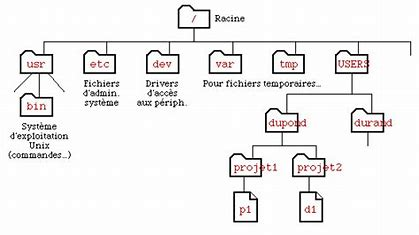 / Racine
usr etc dev var tmp USERS
Fichiers
d'admin.
système
Drivers
d'accès
aux périph.
Pour fichiers temporaires...
bin
Système
d'exploitation
Unix
(commandes...)
dupond durand
projet1 projet2
p1 d1